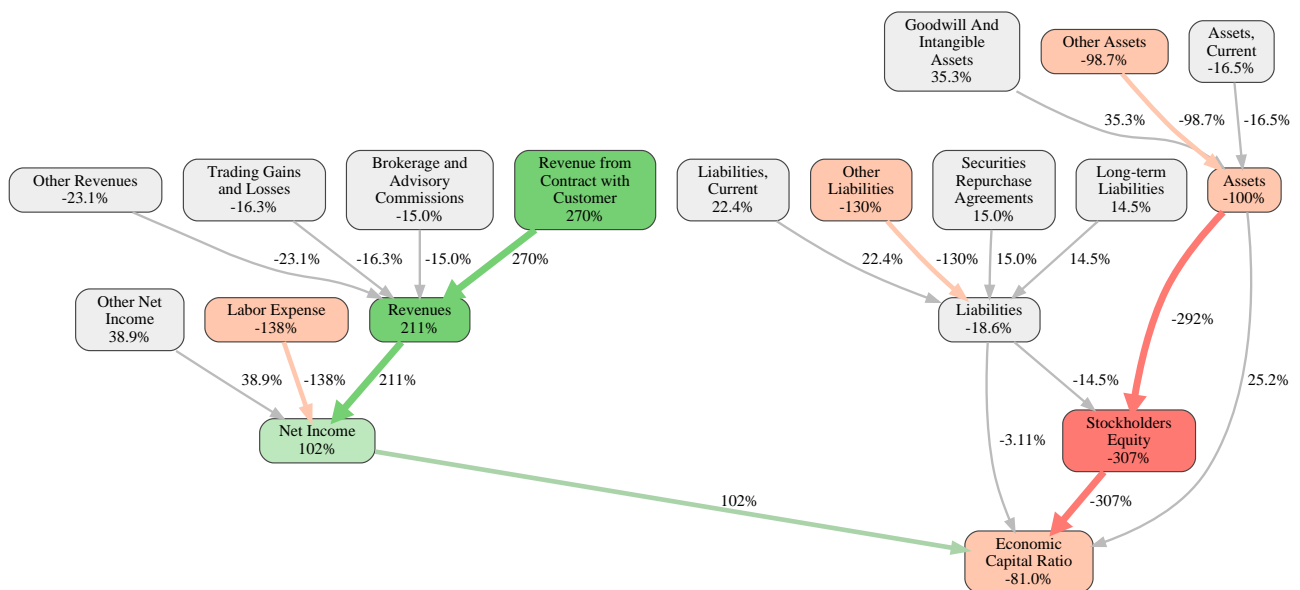 Goodwill And
Intangible
Assets
35.3%
Other Assets
-98.7%
Assets,
Current
-16.5%
35.3%
-98.7%
-16.5%
Other Revenues
-23.1%
Trading Gains
and Losses
-16.3%
Brokerage and
Advisory
Commissions
-15.0%
Revenue from
Contract with
Customer
270%
Liabilities,
Current
22.4%
Other
Liabilities
-130%
Securities
Repurchase
Agreements
15.0%
Long-term
Liabilities
14.5%
Assets
-100%
-23.1%
-16.3%
-15.0%
270%
22.4%
-130%
15.0%
14.5%
Other Net
Income
38.9%
Labor Expense
-138%
Revenues
211%
Liabilities
-18.6%
-292%
38.9%
-138%
211%
-14.5%
25.2%
Net Income
102%
-3.11%
Stockholders
Equity
-307%
102%
-307%
Economic
Capital Ratio
-81.0%